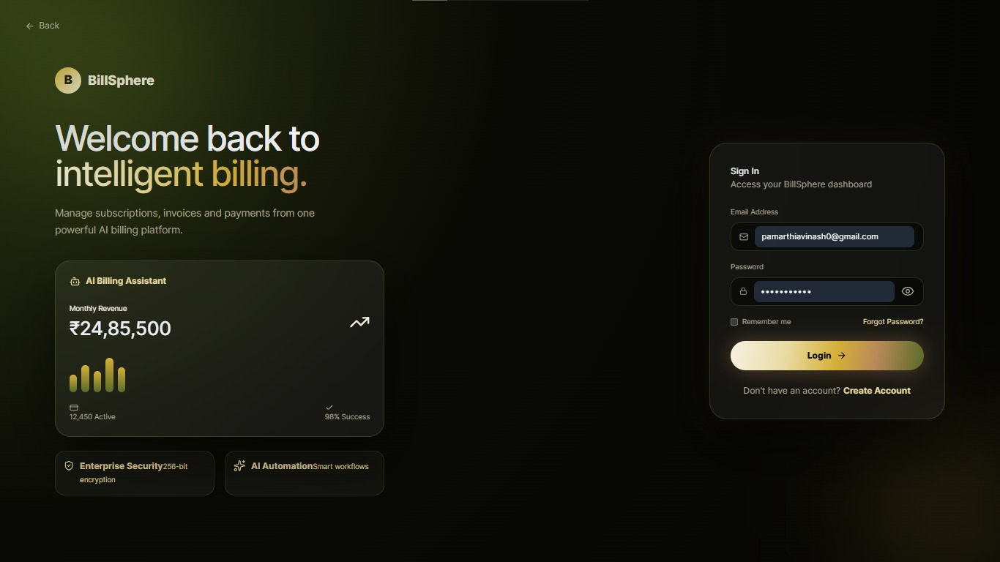 Back
B BillSphere
Welcome back to
intelligent billing.
Manage subscriptions, invoices and payments from one
powerful AI billing platform.
AI Billing Assistant
Monthly Revenue
₹24,85,500
12,450 Active
98% Success
Enterprise Security256-bit
encryption
AI AutomationSmart workflows
Sign In
Access your BillSphere dashboard
Email Address
pamarthiavinash0@gmail.com
Password
•••••••••••
Remember me
Forgot Password?
Login
Don't have an account? Create Account